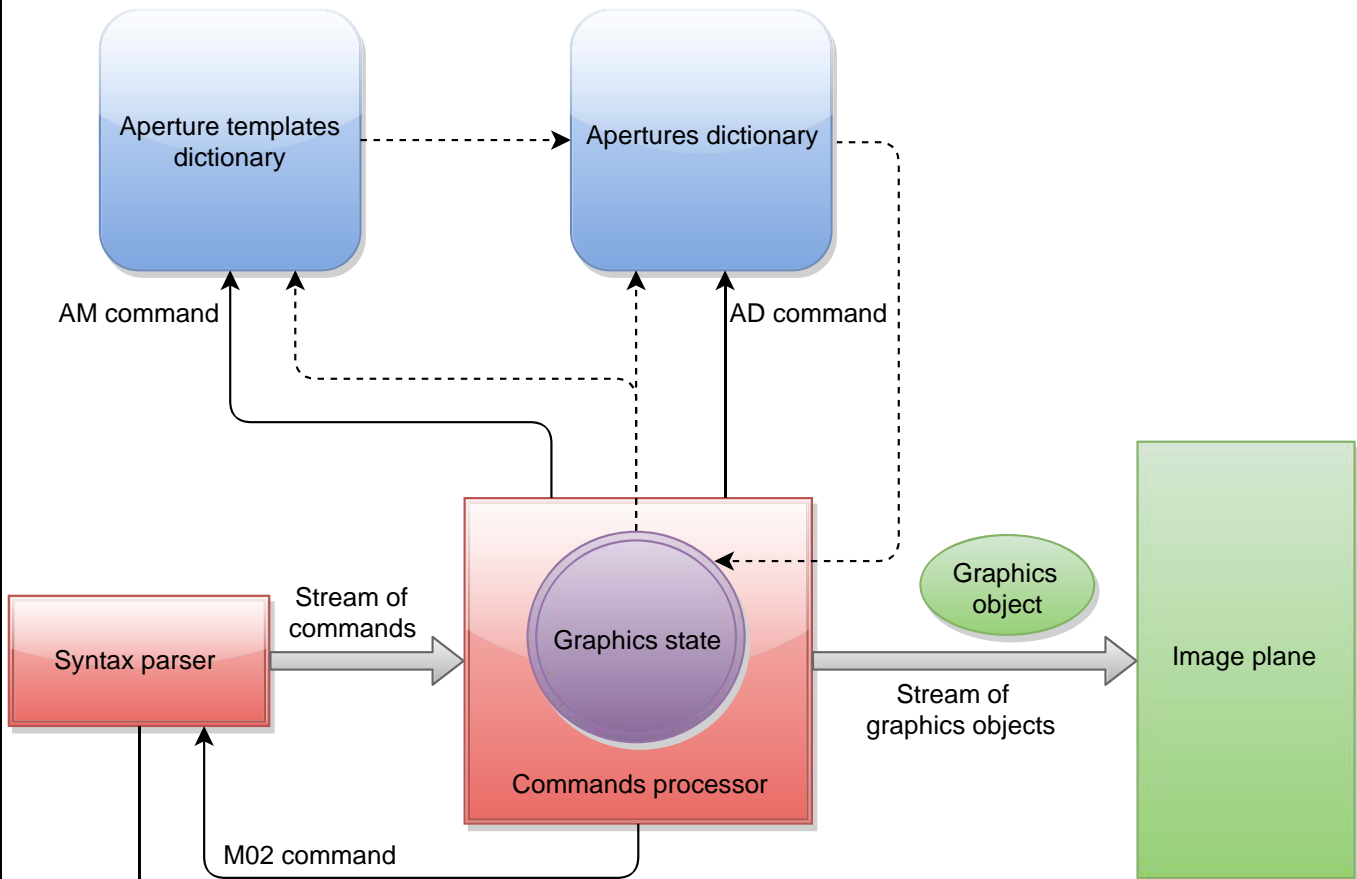 Aperture templates
dictionary
Apertures dictionary
AM command
AD command
Stream of
commands
Syntax parser
Graphics state
Commands processor
Graphics
object
Stream of
graphics objects
Image plane
M02 command